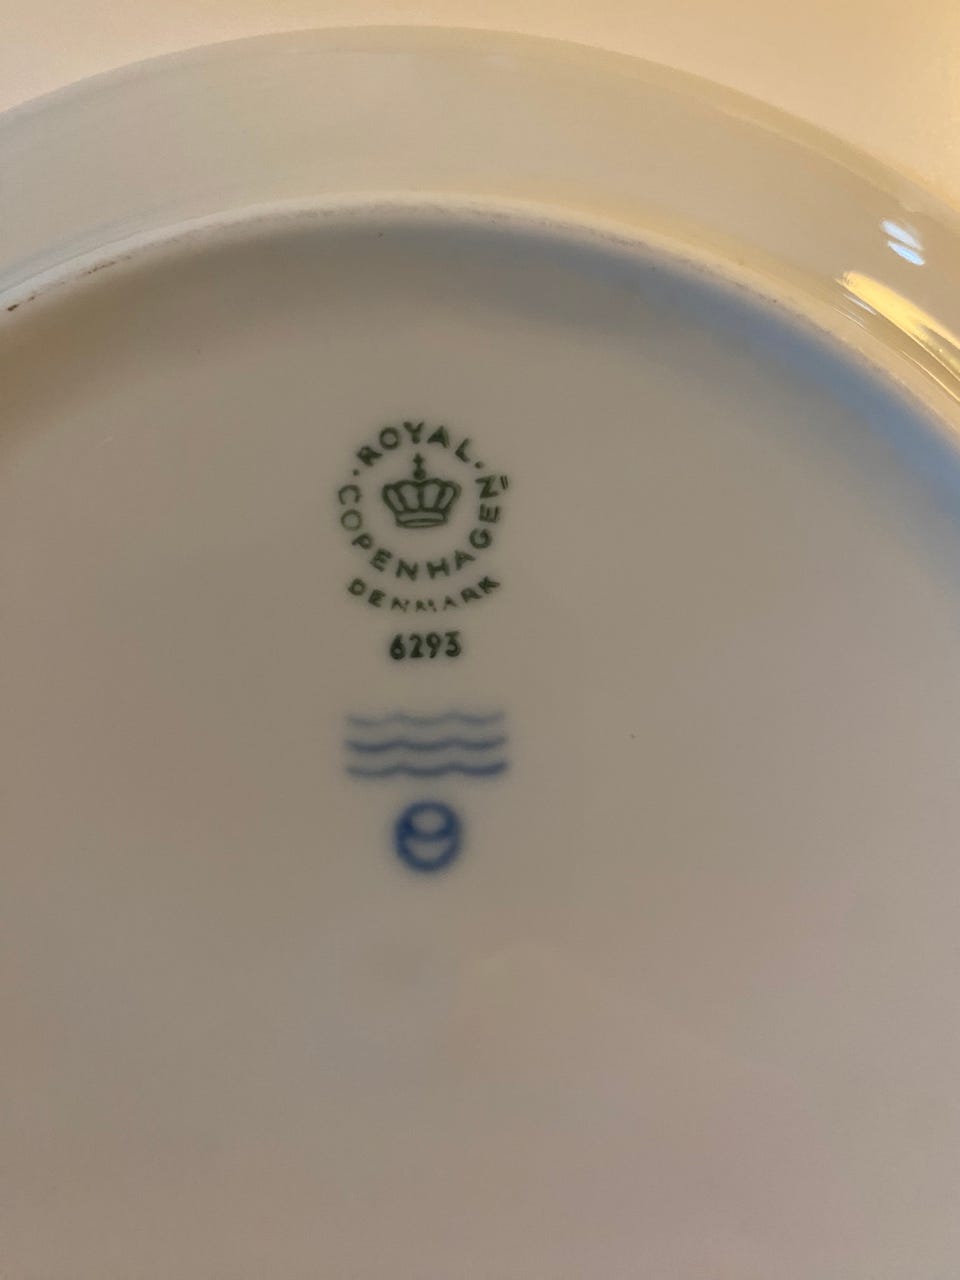 ROYAL
COPENHAGEN
DENMARK
6293